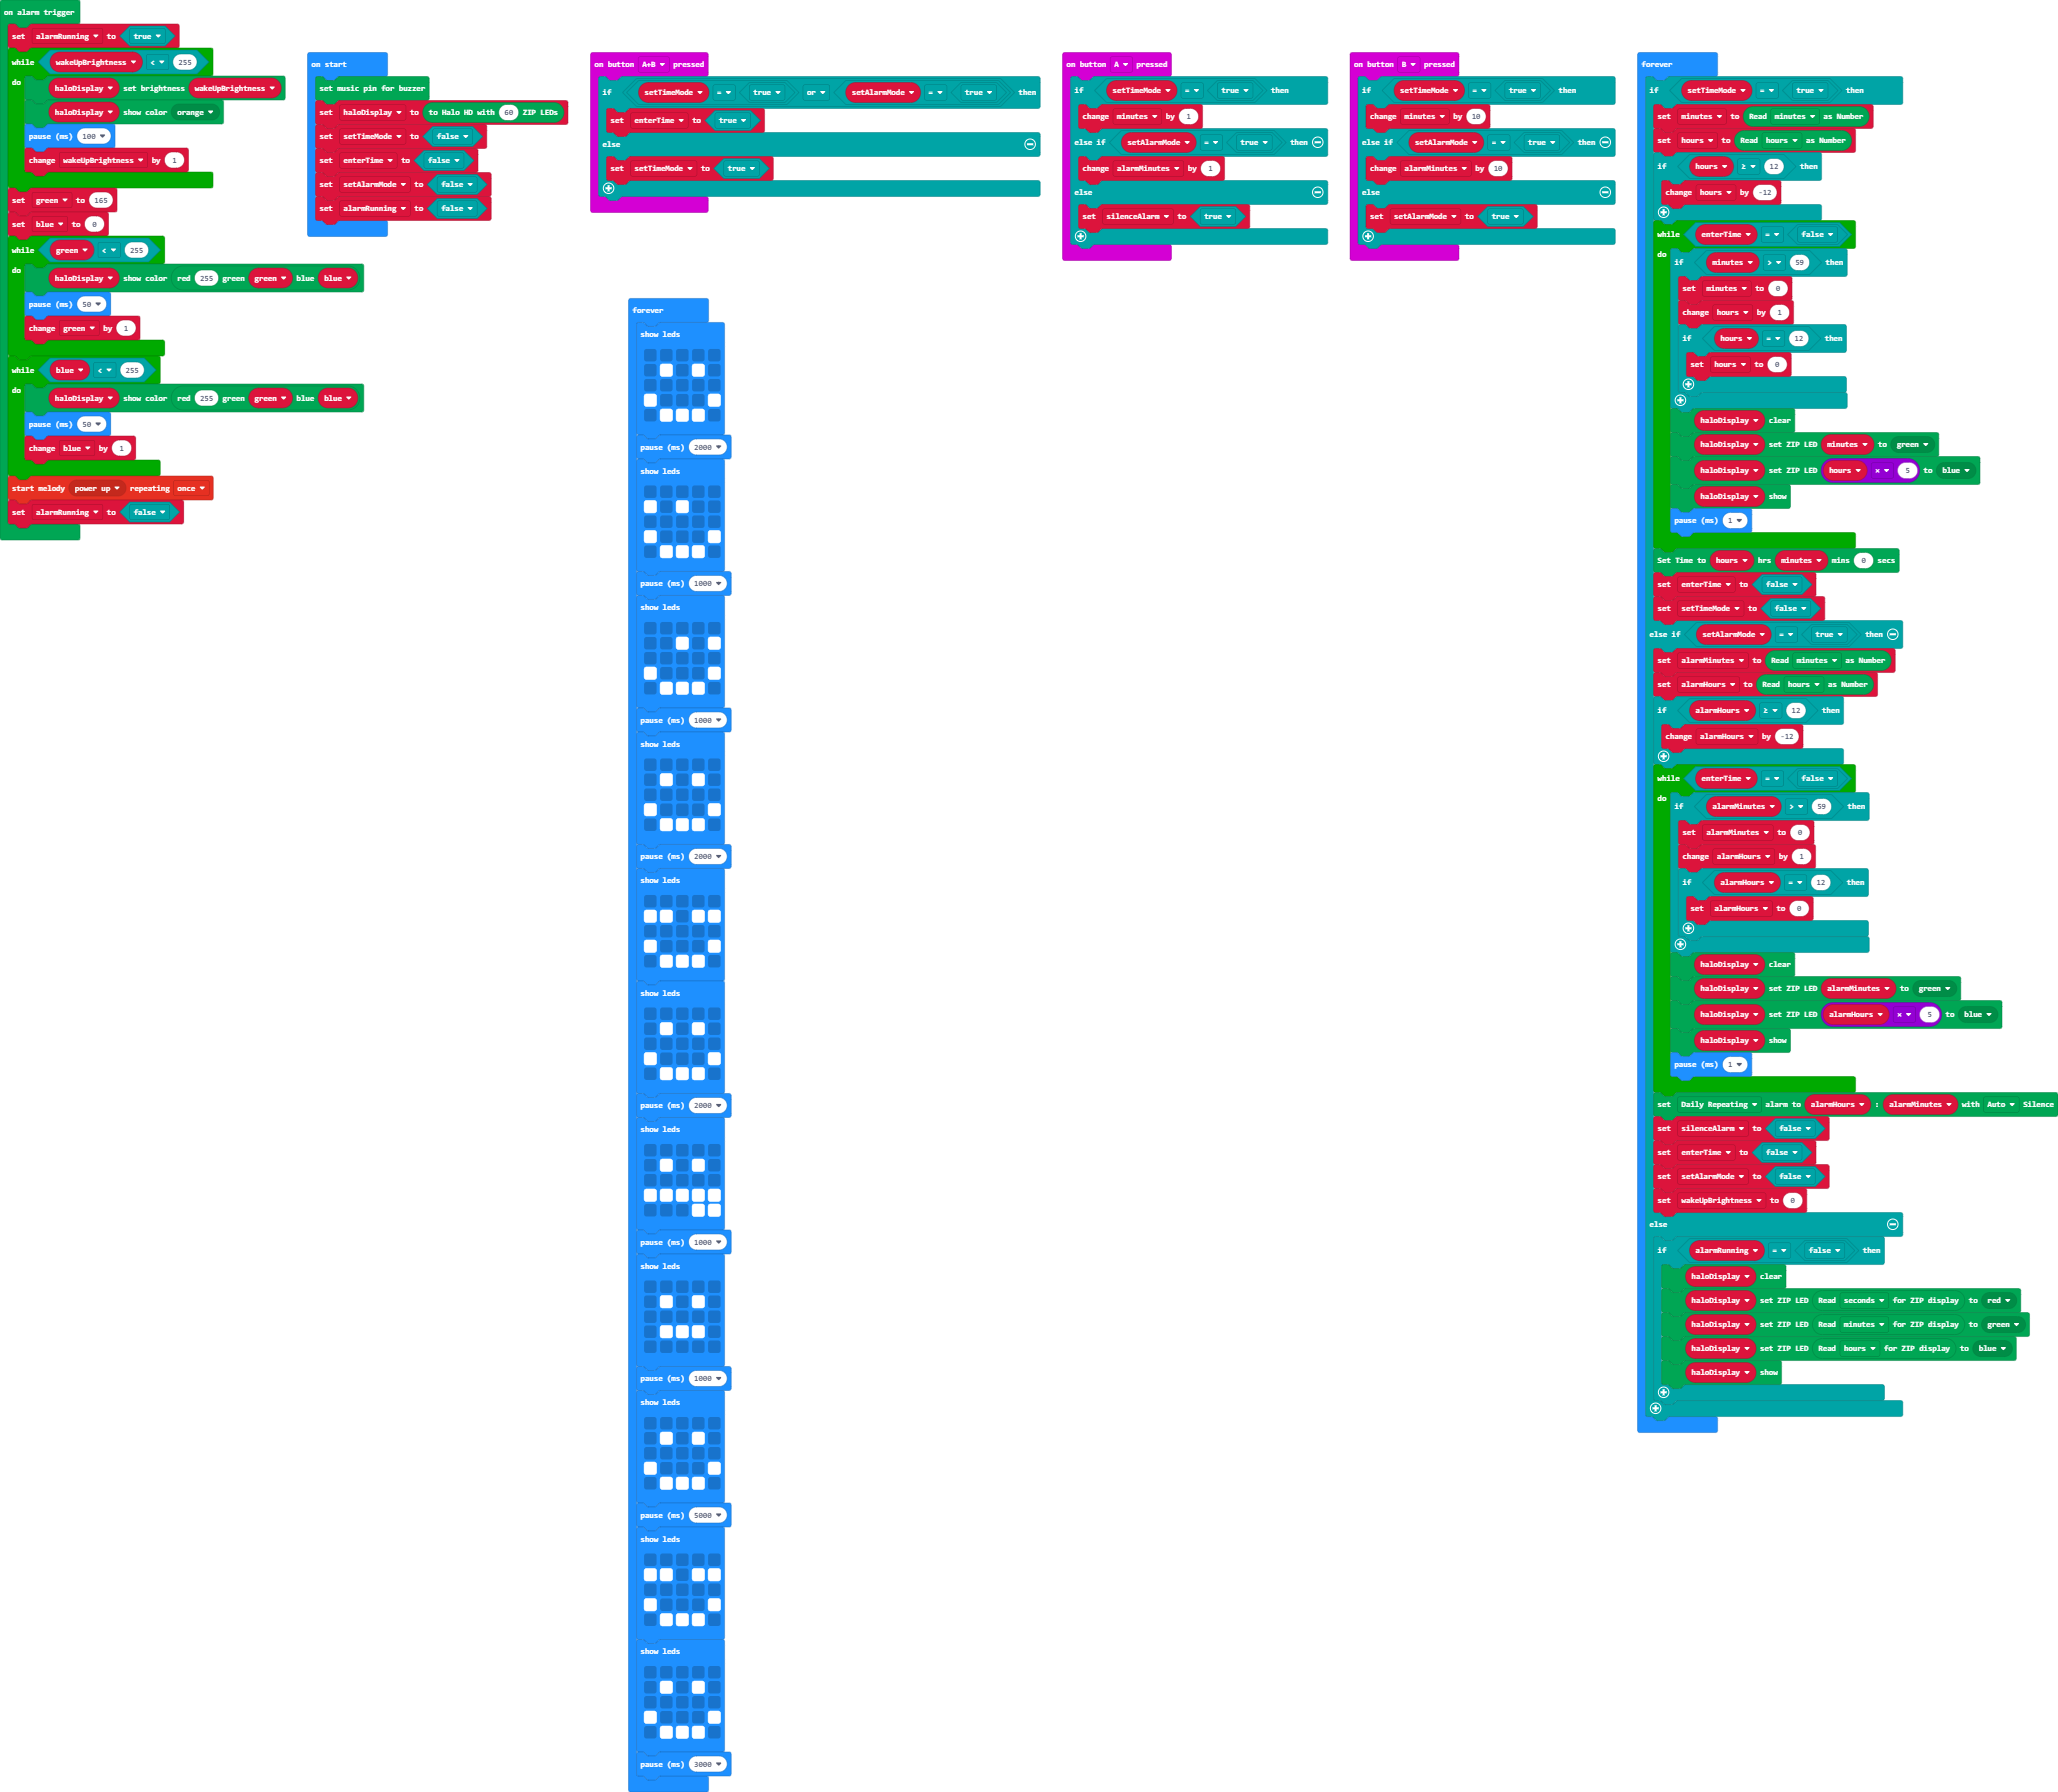 on alarm trigger
set alarmRunning to true
while wakeUpBrightness < 255
do
haloDisplay set brightness wakeUpBrightness
haloDisplay show color orange
pause (ms) 100
change wakeUpBrightness by 1
set green to 165
set blue to 0
while green < 255
do
haloDisplay show color red 255 green green blue blue
pause (ms) 50
change green by 1
while blue < 255
do
haloDisplay show color red 255 green green blue blue
pause (ms) 50
change blue by 1
start melody power up repeating once
set alarmRunning to false
on start
set music pin for buzzer
set haloDisplay to to Halo HD with 60 ZIP LEDs
set setTimeMode to false
set enterTime to false
set setAlarmMode to false
set alarmRunning to false
on button A+B pressed
if setTimeMode = true or setAlarmMode = true then
set enterTime to true
else
set setTimeMode to true
forever
show leds
pause (ms) 2000
show leds
pause (ms) 1000
show leds
pause (ms) 1000
show leds
pause (ms) 2000
show leds
show leds
pause (ms) 2000
show leds
pause (ms) 1000
show leds
pause (ms) 1000
show leds
pause (ms) 5000
show leds
show leds
pause (ms) 3000
on button A pressed
if setTimeMode = true then
change minutes by 1
else if setAlarmMode = true then
change alarmMinutes by 1
else
set silenceAlarm to true
on button B pressed
if setTimeMode = true then
change minutes by 10
else if setAlarmMode = true then
change alarmMinutes by 10
else
set setAlarmMode to true
forever
if setTimeMode = true then
set minutes to Read minutes as Number
set hours to Read hours as Number
if hours ≥ 12 then
change hours by -12
while enterTime = false
do
if minutes > 59 then
set minutes to 0
change hours by 1
if hours = 12 then
set hours to 0
haloDisplay clear
haloDisplay set ZIP LED minutes to green
haloDisplay set ZIP LED hours × 5 to blue
haloDisplay show
pause (ms) 1
Set Time to hours hrs minutes mins 0 secs
set enterTime to false
set setTimeMode to false
else if setAlarmMode = true then
set alarmMinutes to Read minutes as Number
set alarmHours to Read hours as Number
if alarmHours ≥ 12 then
change alarmHours by -12
while enterTime = false
do
if alarmMinutes > 59 then
set alarmMinutes to 0
change alarmHours by 1
if alarmHours = 12 then
set alarmHours to 0
haloDisplay clear
haloDisplay set ZIP LED alarmMinutes to green
haloDisplay set ZIP LED alarmHours × 5 to blue
haloDisplay show
pause (ms) 1
set Daily Repeating alarm to alarmHours : alarmMinutes with Auto Silence
set silenceAlarm to false
set enterTime to false
set setAlarmMode to false
set wakeUpBrightness to 0
else
if alarmRunning = false then
haloDisplay clear
haloDisplay set ZIP LED Read seconds for ZIP display to red
haloDisplay set ZIP LED Read minutes for ZIP display to green
haloDisplay set ZIP LED Read hours for ZIP display to blue
haloDisplay show